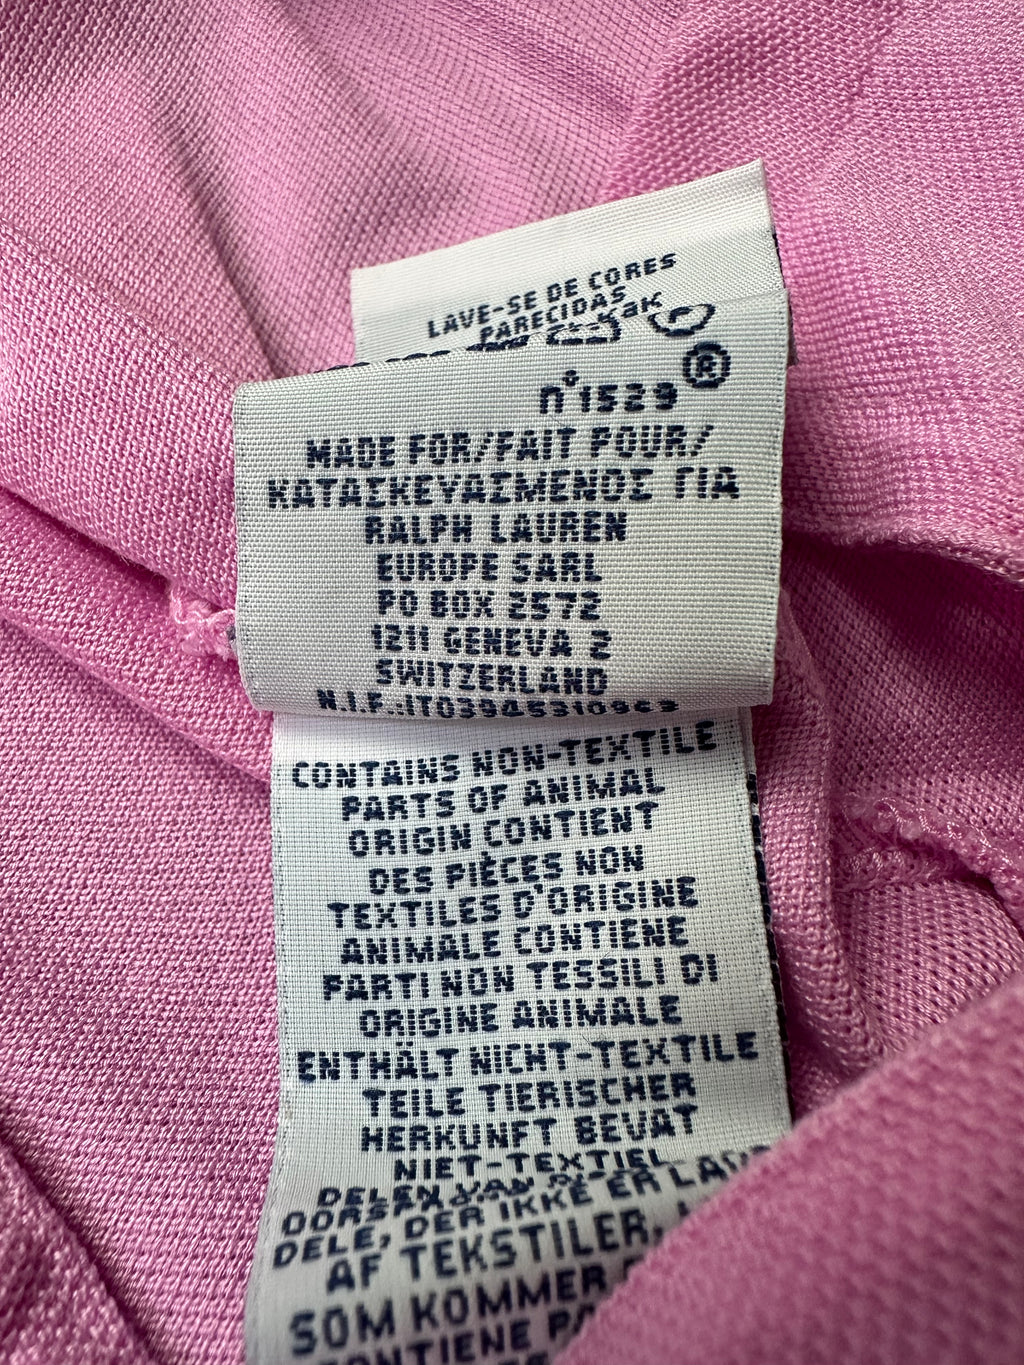 LAVE-SE DE CORES
PARECIDAS
n°1529®
MADE FOR/FAIT POUR/
ΚΑΤΑΣΚΕΥΑΣΜΕΝΟΣ ΓΙΑ
RALPH LAUREN
EUROPE SARL
PO BOX 2572
1211 GENEVA 2
SWITZERLAND
N.I.F.:IT03945310963
CONTAINS NON-TEXTILE
PARTS OF ANIMAL
ORIGIN CONTIENT
DES PIÈCES NON
TEXTILES D'ORIGINE
ANIMALE CONTIENE
PARTI NON TESSILI DI
ORIGINE ANIMALE
ENTHÄLT NICHT-TEXTILE
TEILE TIERISCHER
HERKUNFT BEVAT
NIET-TEXTIEL
DELEN VAN
DELE, DER IKKE ER
AF TEKSTILER,
SOM KOMMER